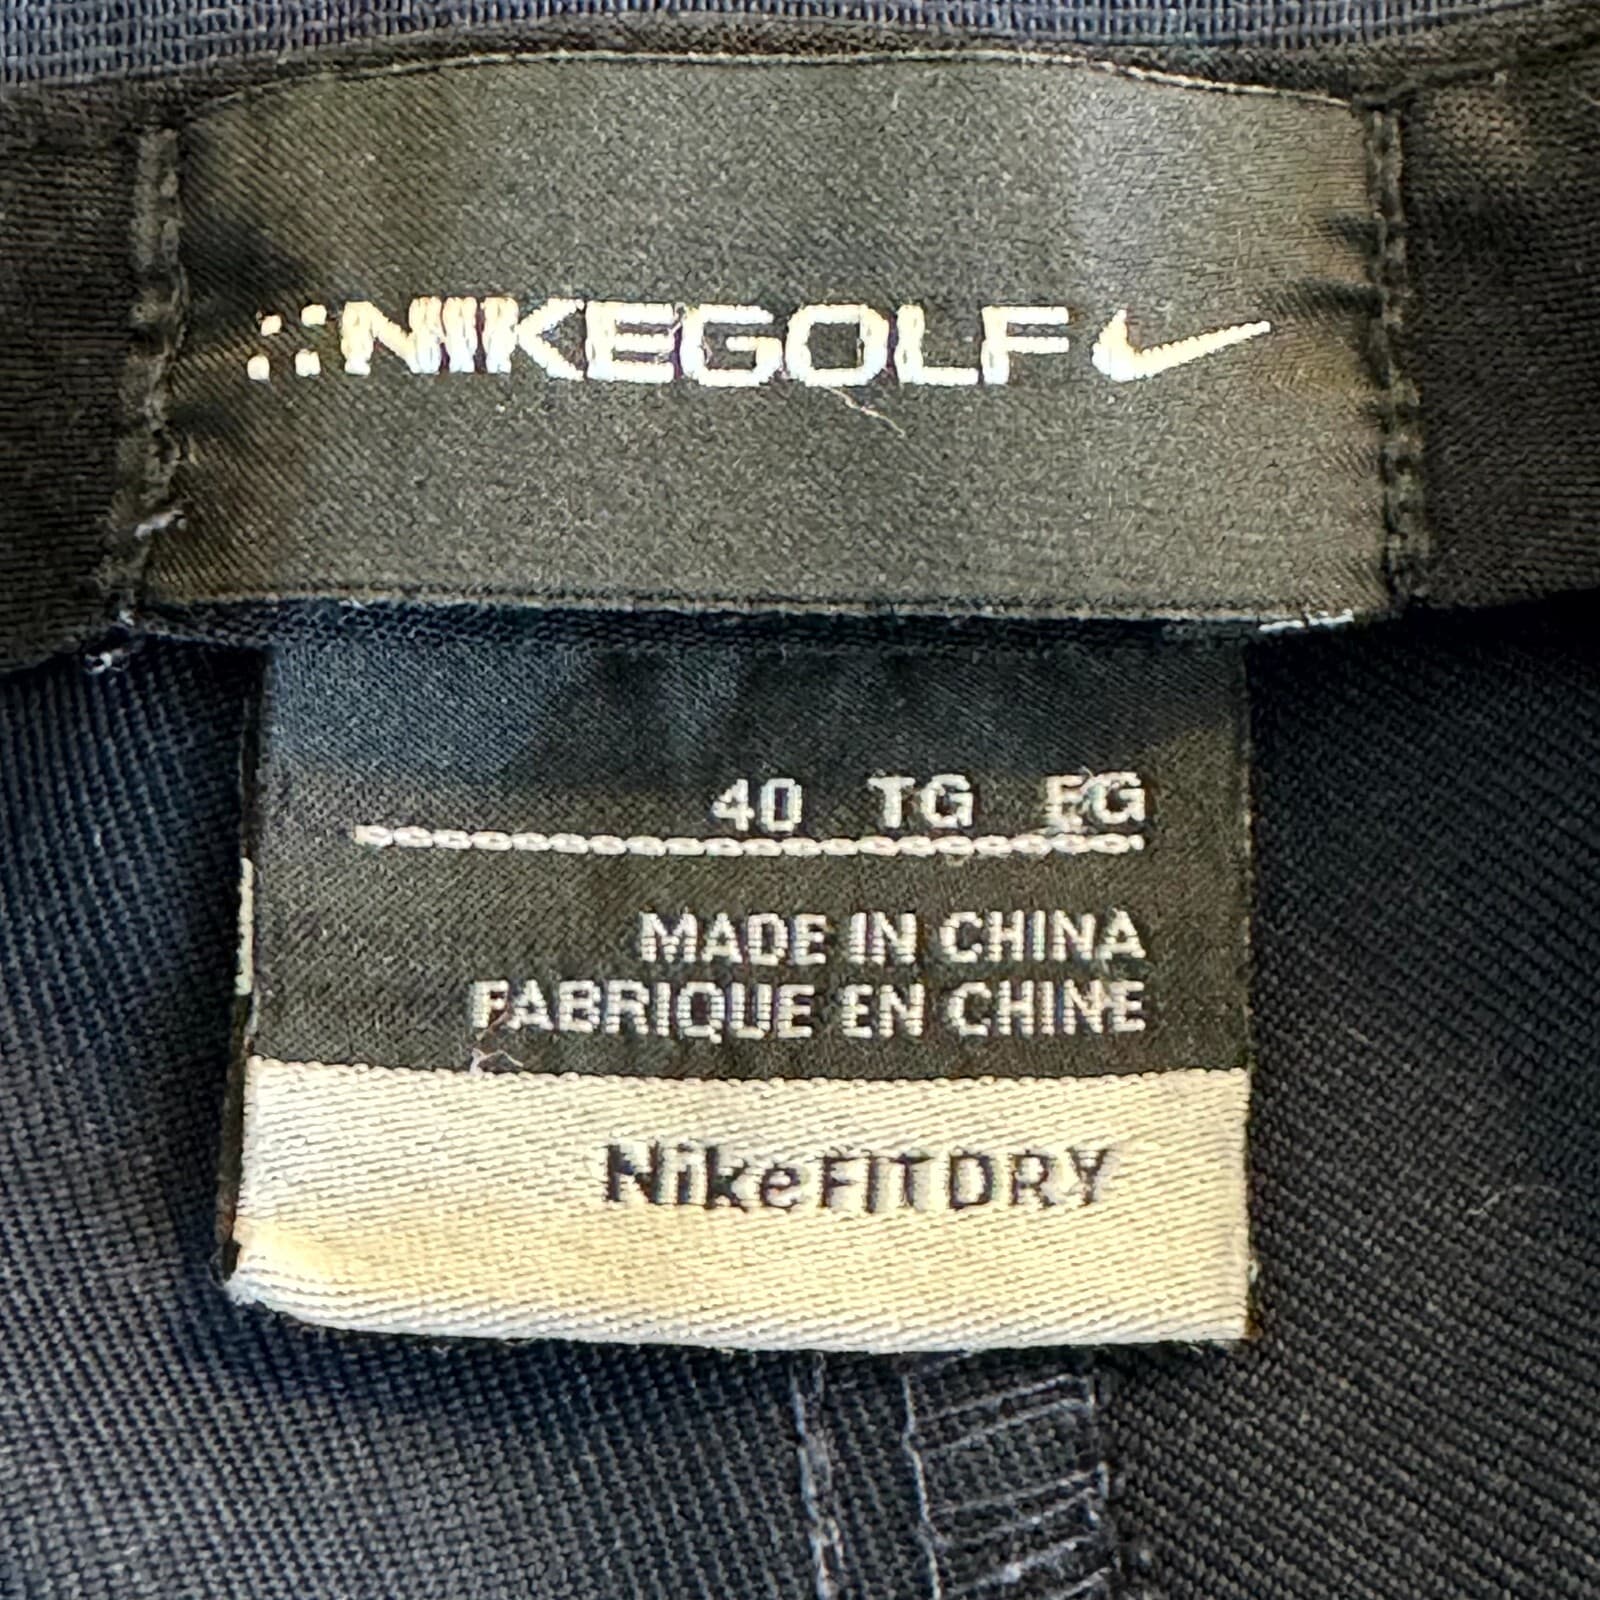 NIKEGOLF
40 TG EG
MADE IN CHINA
FABRIQUE EN CHINE
NikeFITDRY